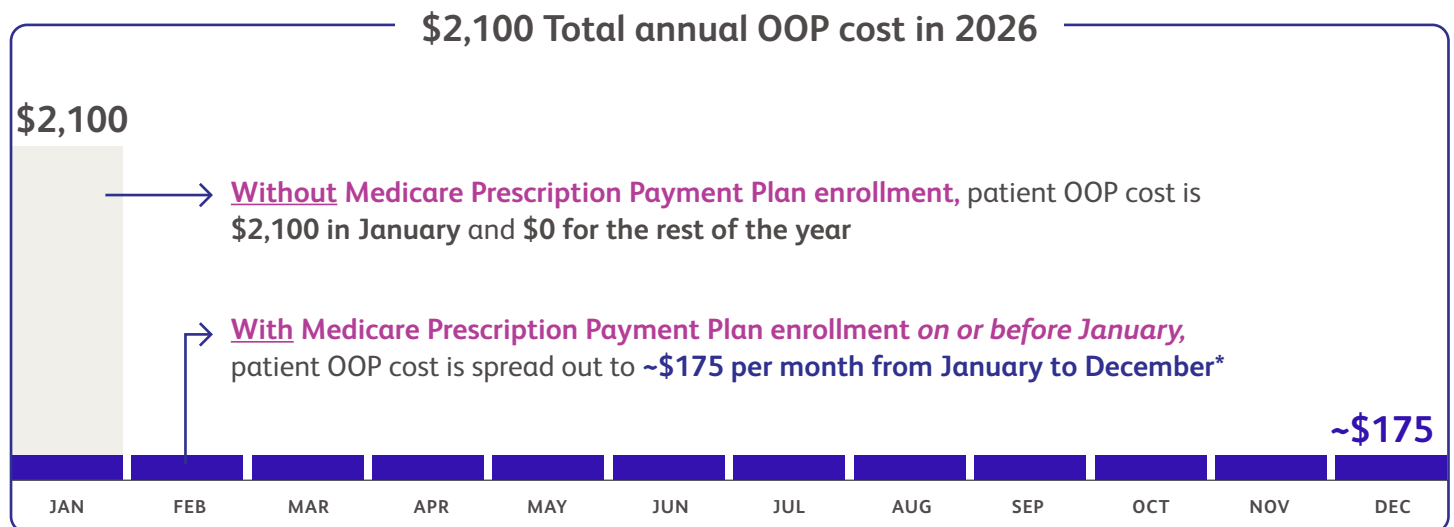 $2,100 Total annual OOP cost in 2026
$2,100
Without Medicare Prescription Payment Plan enrollment, patient OOP cost is
$2,100 in January and $0 for the rest of the year
With Medicare Prescription Payment Plan enrollment on or before January,
patient OOP cost is spread out to ~$175 per month from January to December*
~$175
JAN FEB MAR APR MAY JUN JUL AUG SEP OCT NOV DEC